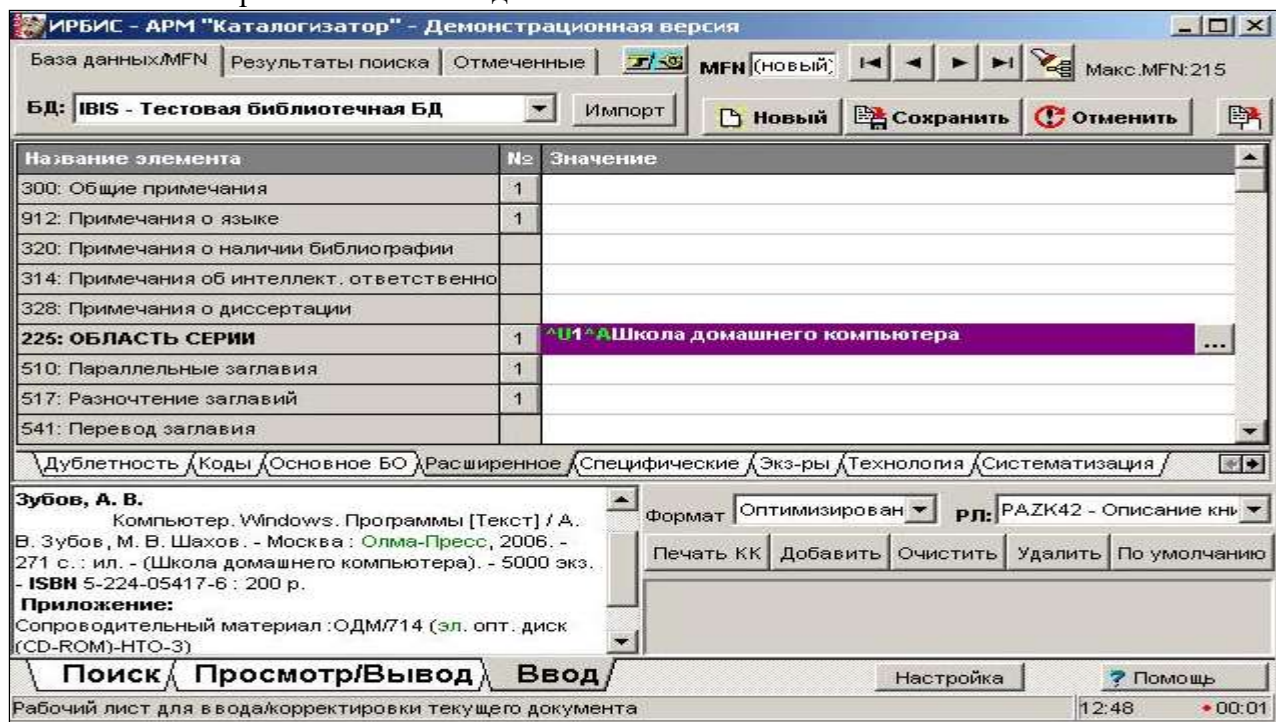 ИРБИС - АРМ "Каталогизатор" - Демонстрационная версия
База данных/MFN Результаты поиска Отмеченные MFN (новый) Макс.MFN:215
БД: IBIS - Тестовая библиотечная БД Импорт Новый Сохранить Отменить
Название элемента № Значение
300: Общие примечания 1
912: Примечания о языке 1
320: Примечания о наличии библиографии
314: Примечания об интеллект. ответственно
328: Примечания о диссертации
225: ОБЛАСТЬ СЕРИИ 1 ^U1^AШкола домашнего компьютера ...
510: Параллельные заглавия 1
517: Разночтение заглавий 1
541: Перевод заглавия
Дублетность Коды Основное БО Расширенное Специфические Экз-ры Технология Систематизация
Зубов, А. В.
Компьютер. Windows. Программы [Текст] / А.
В. Зубов, М. В. Шахов. - Москва : Олма-Пресс, 2006. -
271 с. : ил. - (Школа домашнего компьютера). - 5000 экз.
- ISBN 5-224-05417-6 : 200 р.
Приложение:
Сопроводительный материал :ОДМ/714 (эл. опт. диск
(CD-ROM)-НТО-3)
Формат Оптимизирован РЛ: PAZK42 - Описание кни
Печать КК Добавить Очистить Удалить По умолчанию
Поиск Просмотр/Вывод Ввод Настройка ? Помощь
Рабочий лист для ввода/корректировки текущего документа 12:48 00:01